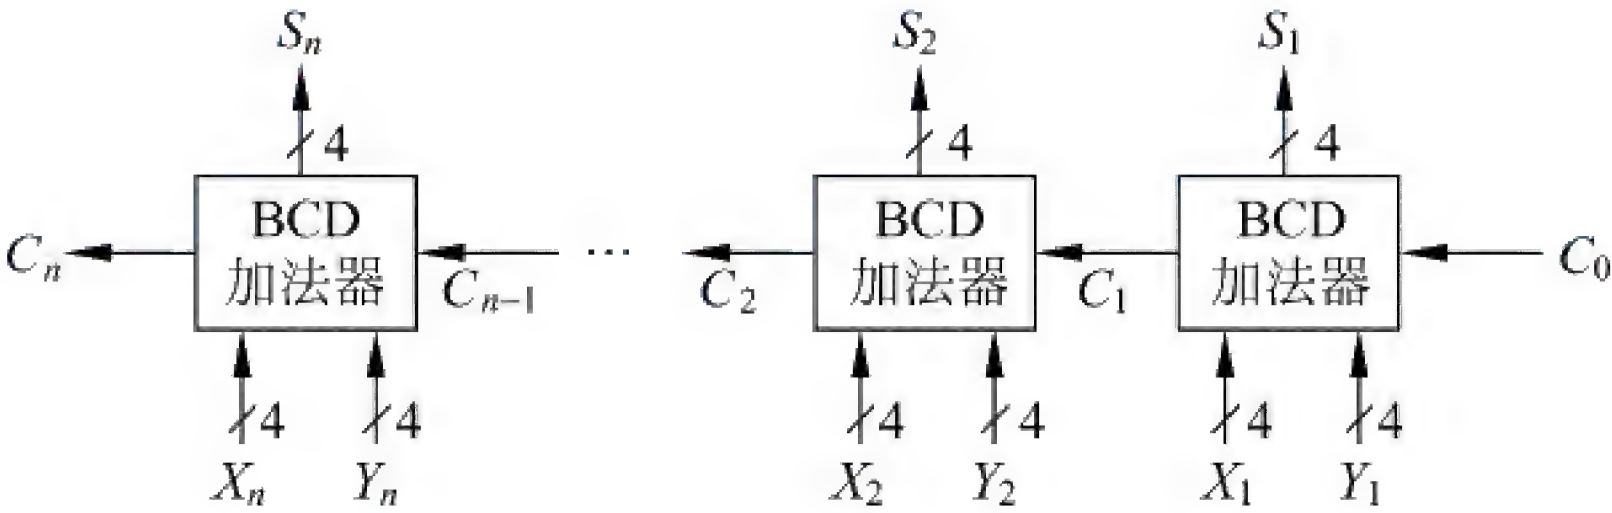 Sn S2 S1
4 4 4
BCD BCD BCD
Cn 加法器 Cn−1 … C2 加法器 C1 加法器 C0
4 4 4 4 4 4
Xn Yn X2 Y2 X1 Y1